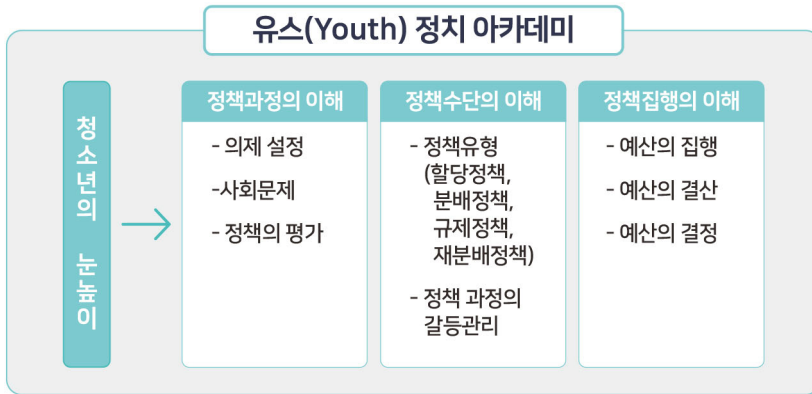 유스(Youth) 정치 아카데미
청소년의 눈높이
정책과정의 이해
- 의제 설정
-사회문제
- 정책의 평가
정책수단의 이해
- 정책유형
(할당정책,
분배정책,
규제정책,
재분배정책)
- 정책 과정의
갈등관리
정책집행의 이해
- 예산의 집행
- 예산의 결산
- 예산의 결정